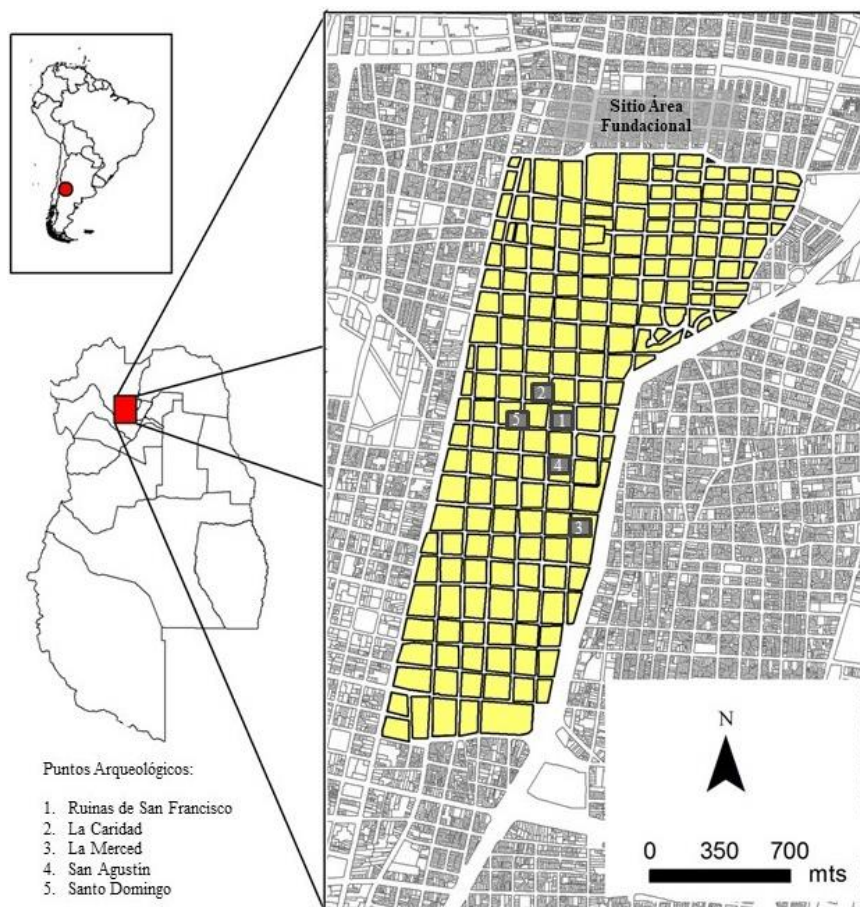 Sitio Área
Fundacional
2
5
1
4
3
Puntos Arqueológicos:
1. Ruinas de San Francisco
2. La Caridad
3. La Merced
4. San Agustín
5. Santo Domingo
N
0 350 700
mts